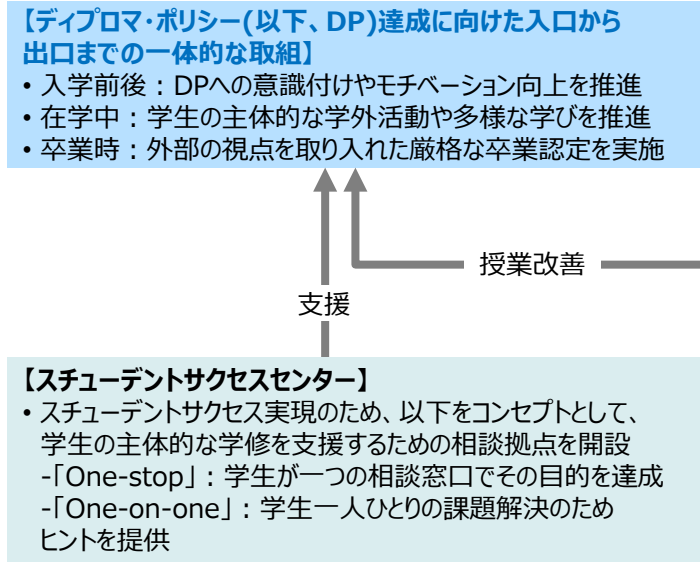 【ディプロマ・ポリシー(以下、DP)達成に向けた入口から
出口までの一体的な取組】
• 入学前後：DPへの意識付けやモチベーション向上を推進
• 在学中：学生の主体的な学外活動や多様な学びを推進
• 卒業時：外部の視点を取り入れた厳格な卒業認定を実施
授業改善
支援
【スチューデントサクセスセンター】
• スチューデントサクセス実現のため、以下をコンセプトとして、
学生の主体的な学修を支援するための相談拠点を開設
-「One-stop」：学生が一つの相談窓口でその目的を達成
-「One-on-one」：学生一人ひとりの課題解決のため
ヒントを提供